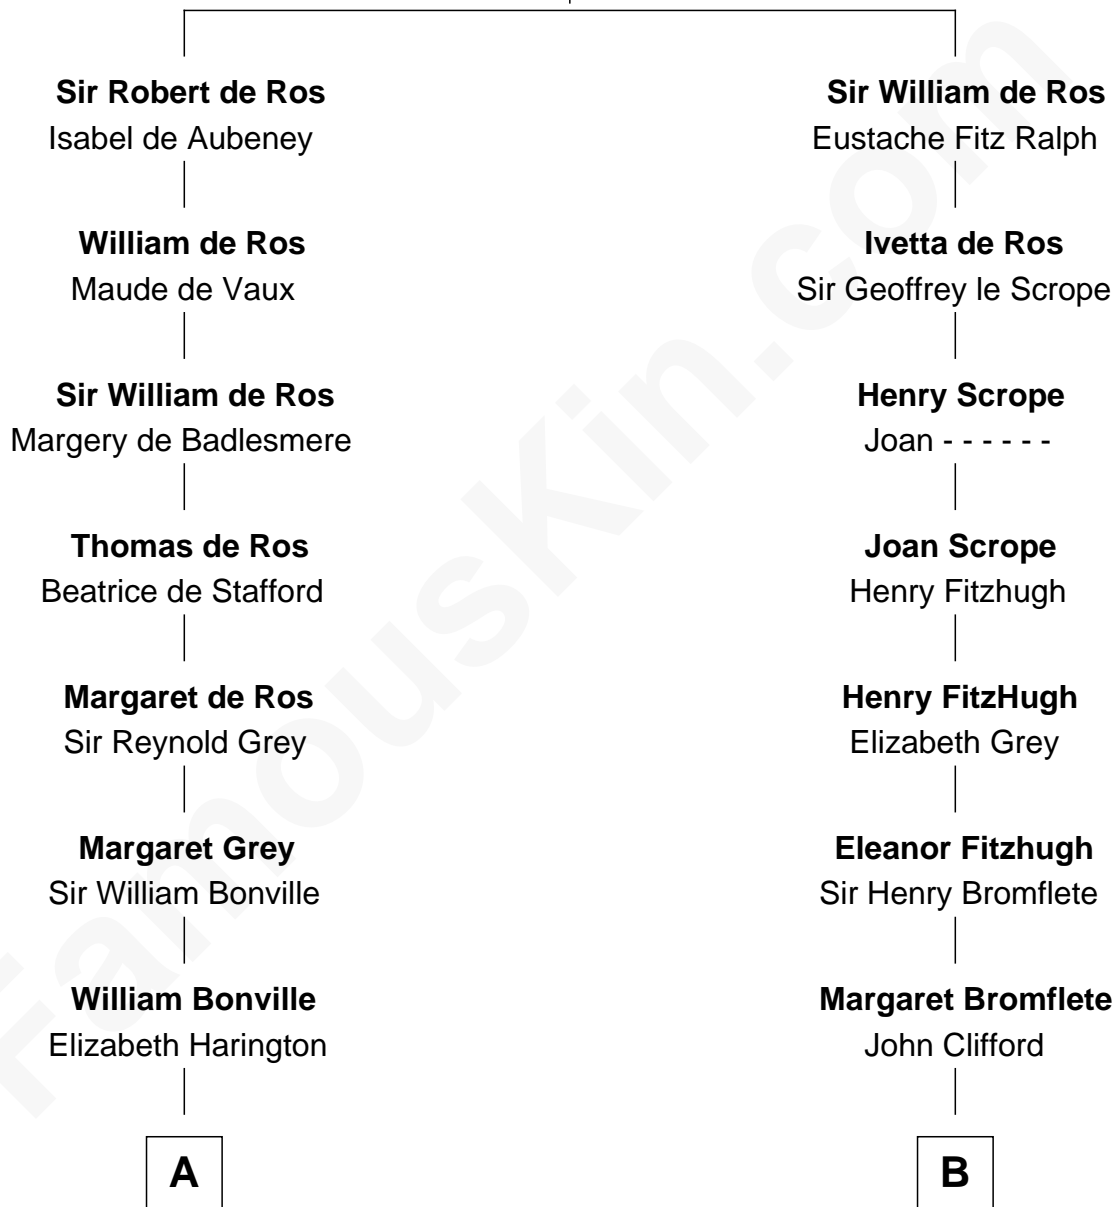 Sir Robert de Ros
Isabel de Aubeney
William de Ros
Maude de Vaux
Sir William de Ros
Margery de Badlesmere
Thomas de Ros
Beatrice de Stafford
Margaret de Ros
Sir Reynold Grey
Margaret Grey
Sir William Bonville
William Bonville
Elizabeth Harington
A
Sir William de Ros
Eustache Fitz Ralph
Ivetta de Ros
Sir Geoffrey le Scrope
Henry Scrope
Joan - - - - - -
Joan Scrope
Henry Fitzhugh
Henry FitzHugh
Elizabeth Grey
Eleanor Fitzhugh
Sir Henry Bromflete
Margaret Bromflete
John Clifford
B
FamousKin.com